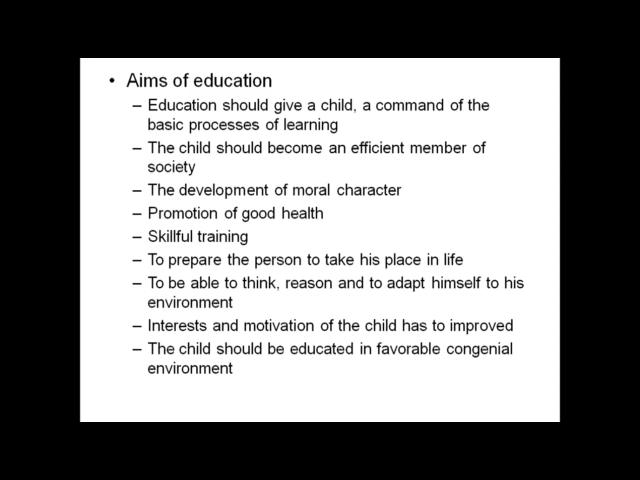 • Aims of education
– Education should give a child, a command of the
basic processes of learning
– The child should become an efficient member of
society
– The development of moral character
– Promotion of good health
– Skillful training
– To prepare the person to take his place in life
– To be able to think, reason and to adapt himself to his
environment
– Interests and motivation of the child has to improved
– The child should be educated in favorable congenial
environment